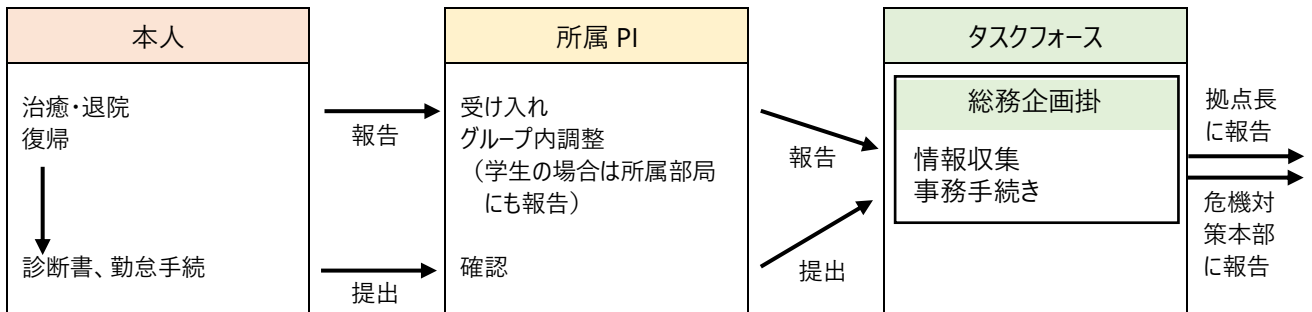 本人
治癒・退院
復帰
診断書、勤怠手続
報告
提出
所属 PI
受け入れ
グループ内調整
（学生の場合は所属部局
にも報告）
確認
報告
提出
タスクフォース
総務企画掛
情報収集
事務手続き
拠点長
に報告
危機対
策本部
に報告